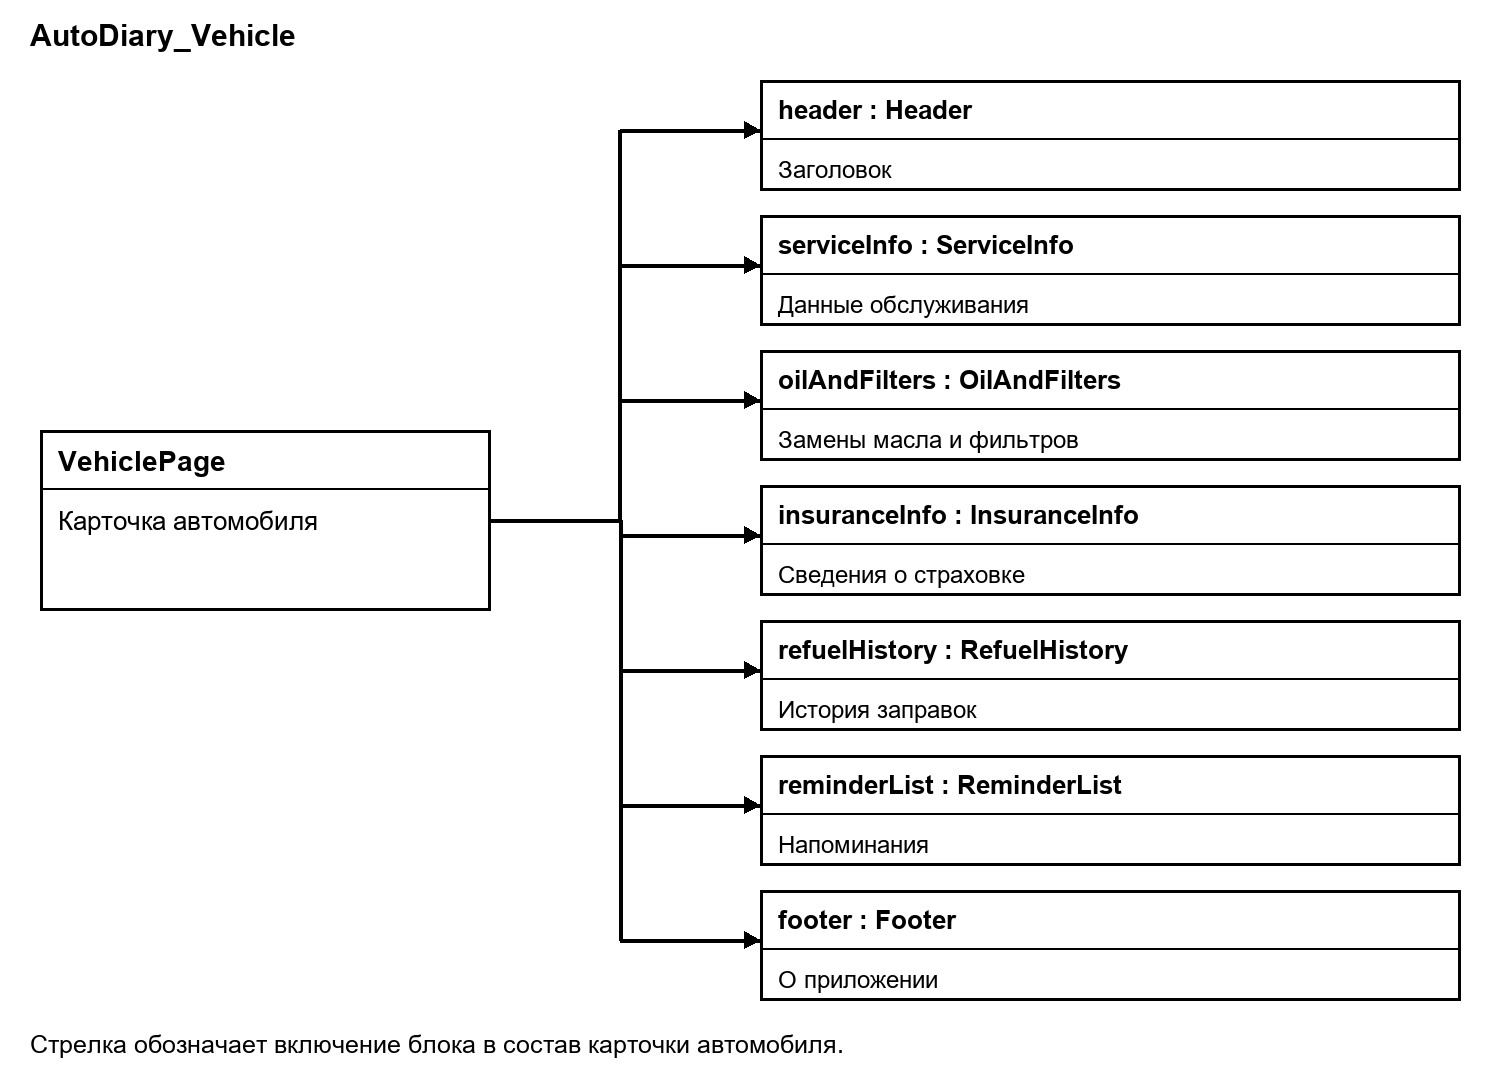 AutoDiary_Vehicle
header : Header
Заголовок
serviceInfo : ServiceInfo
Данные обслуживания
oilAndFilters : OilAndFilters
Замены масла и фильтров
VehiclePage
Карточка автомобиля
insuranceInfo : InsuranceInfo
Сведения о страховке
refuelHistory : RefuelHistory
История заправок
reminderList : ReminderList
Напоминания
footer : Footer
О приложении
Стрелка обозначает включение блока в состав карточки автомобиля.